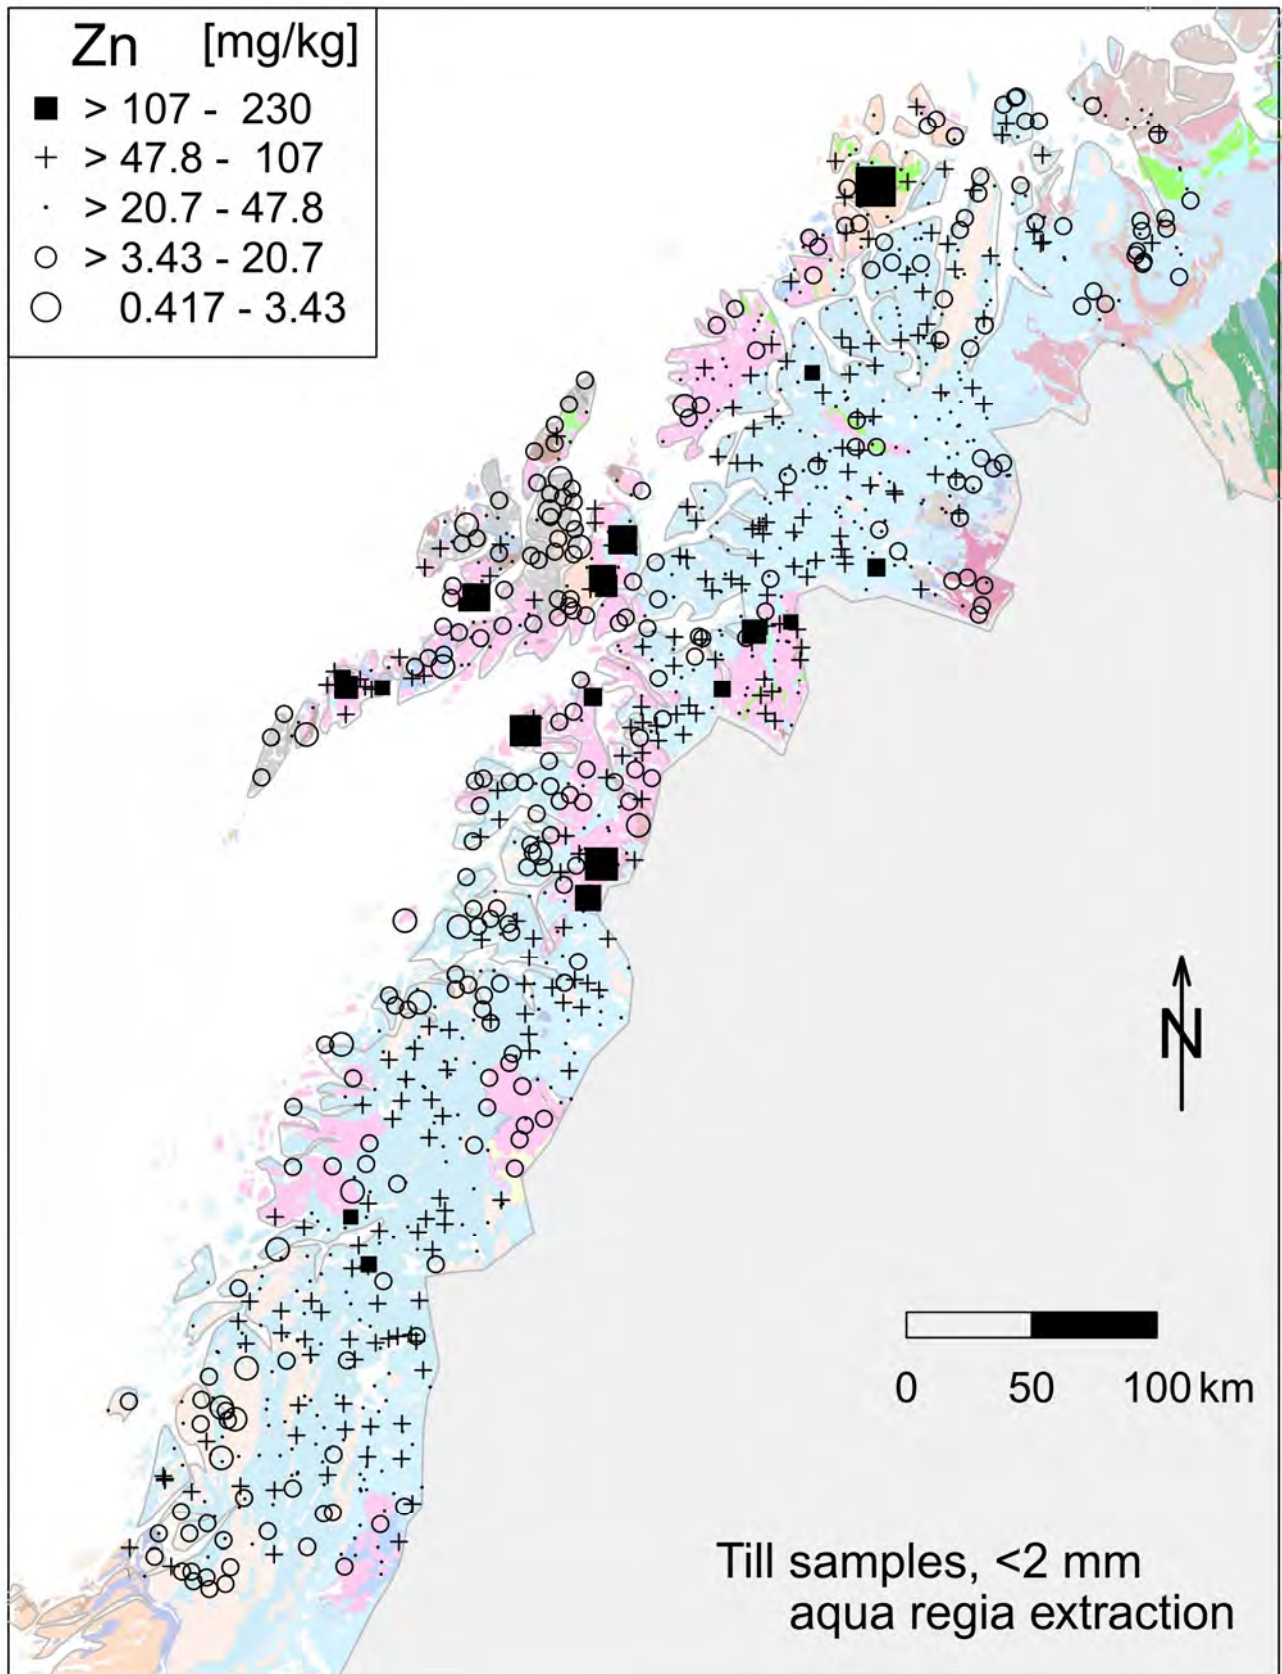 Zn [mg/kg]
> 107 - 230
> 47.8 - 107
> 20.7 - 47.8
> 3.43 - 20.7
0.417 - 3.43
N
0 50 100 km
Till samples, <2 mm
aqua regia extraction